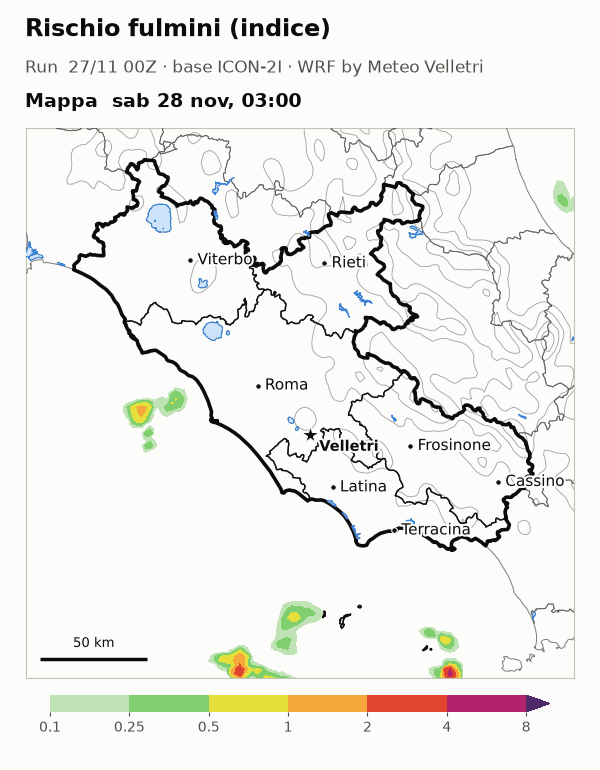 Rischio fulmini (indice)
Run  27/11 00Z · base ICON-2I · WRF by Meteo Velletri
Mappa  sab 28 nov, 03:00
Viterbo
Rieti
Roma
Velletri
Frosinone
Latina
Cassino
Terracina
50 km
0.1 0.25 0.5 1 2 4 8